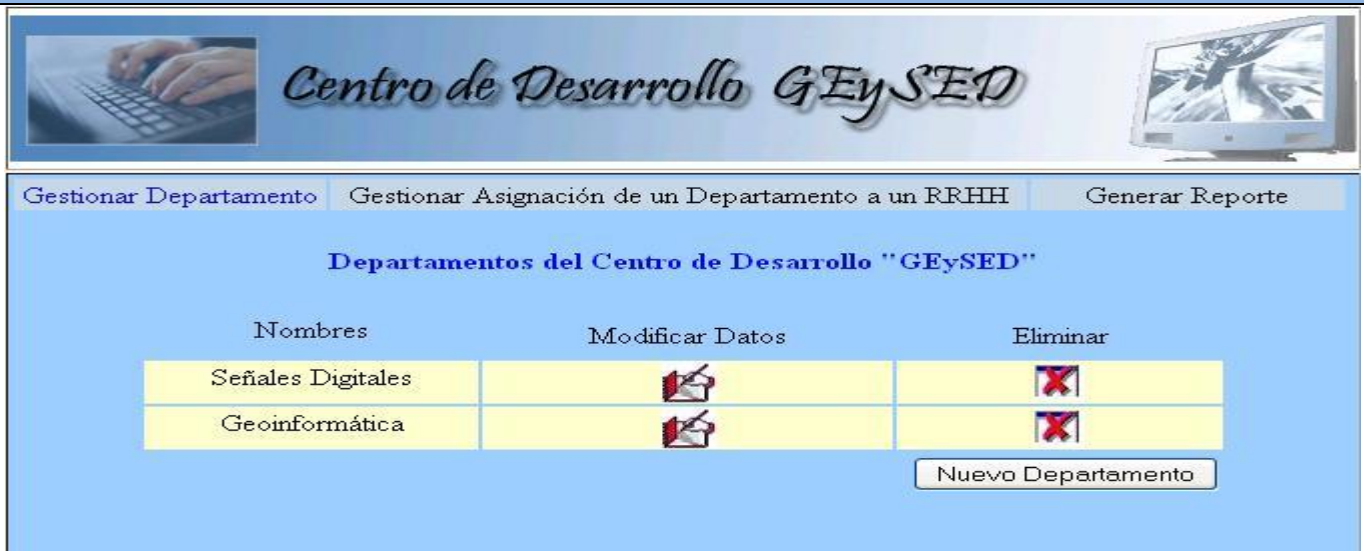 Centro de Desarrollo GEySED
Gestionar Departamento Gestionar Asignación de un Departamento a un RRHH Generar Reporte
Departamentos del Centro de Desarrollo "GEySED"
Nombres Modificar Datos Eliminar
Señales Digitales
Geoinformática
Nuevo Departamento